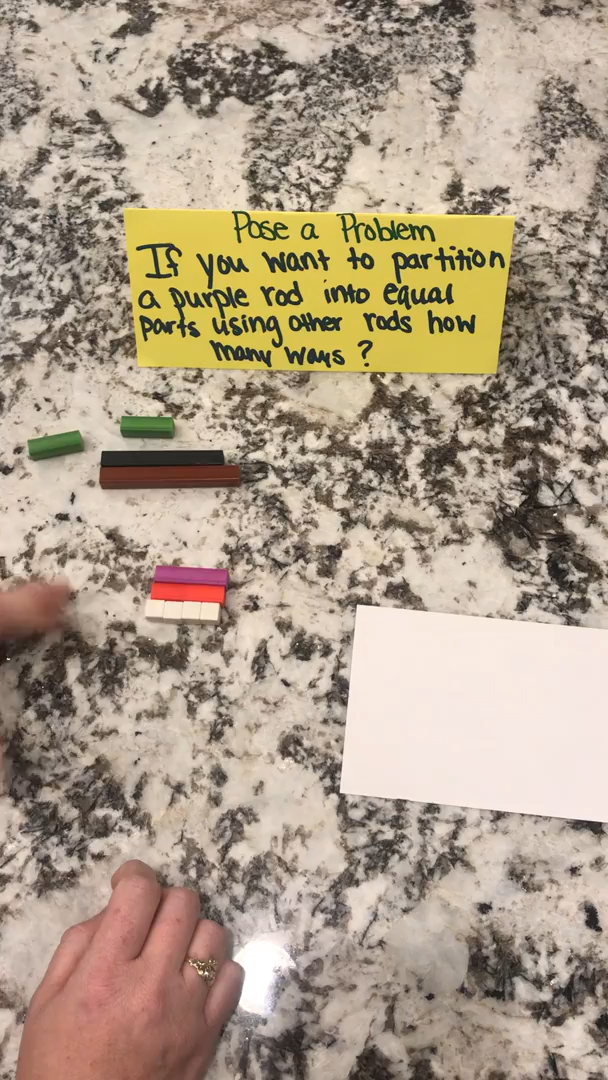 Pose a Problem
If you want to partition
a purple rod into equal
parts using other rods how
many ways ?